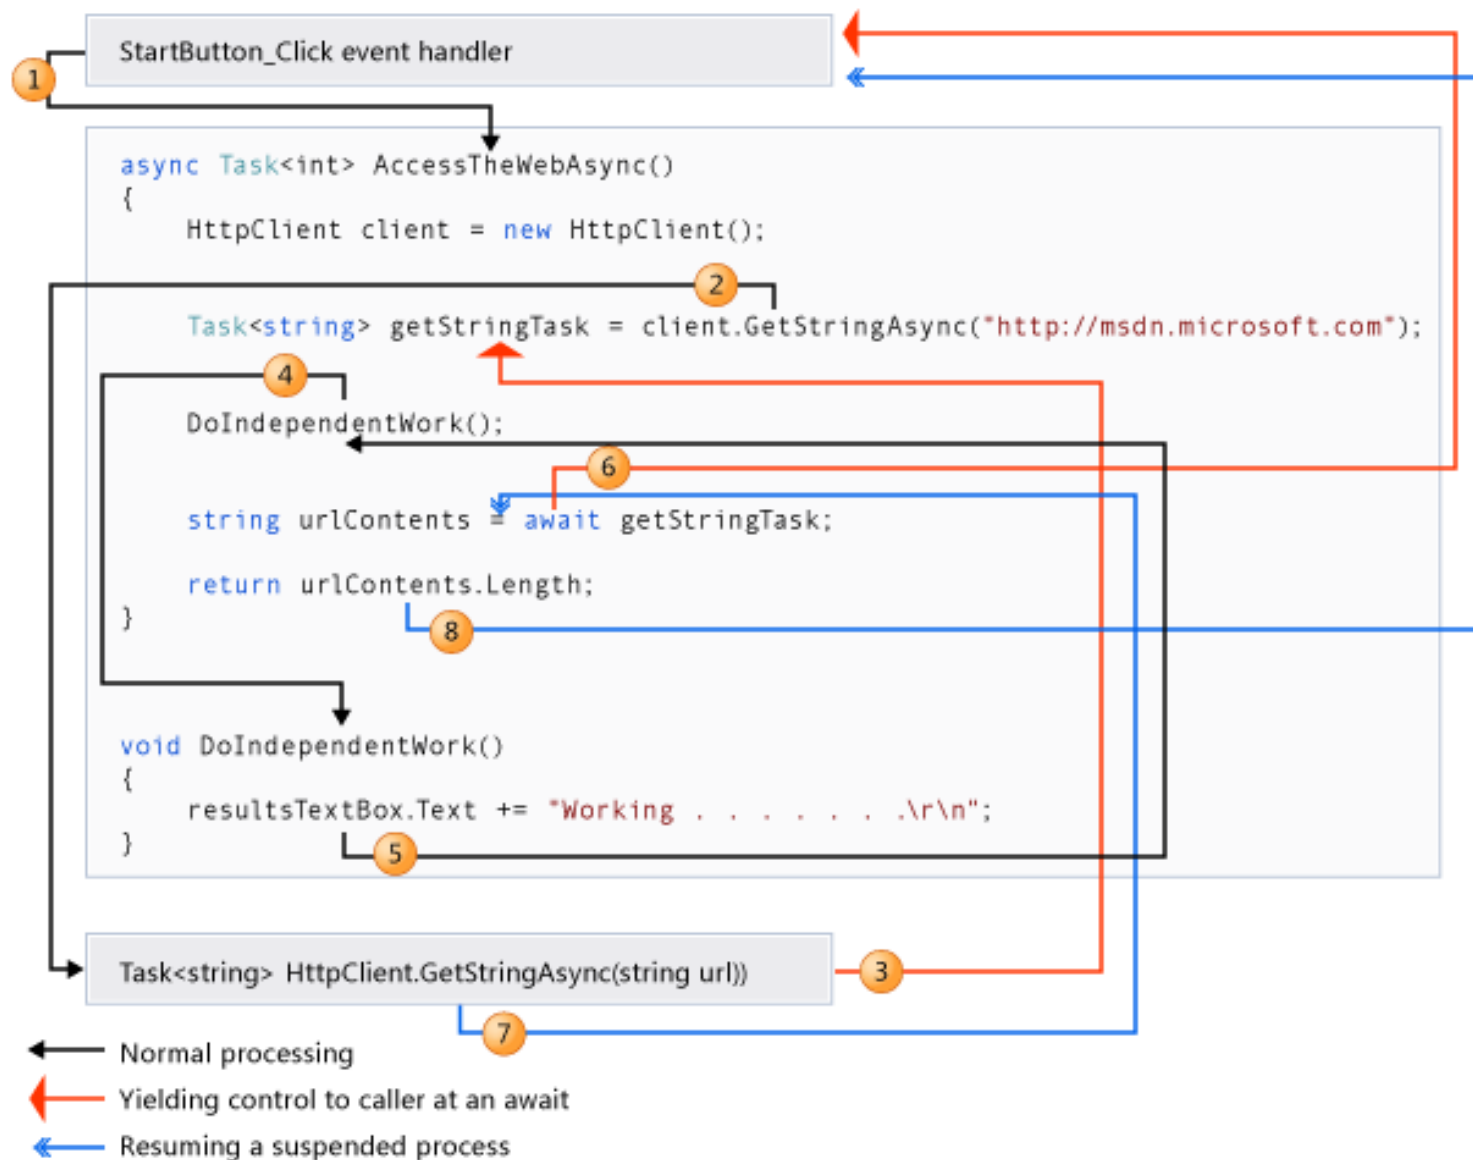 StartButton_Click event handler
1
async Task<int> AccessTheWebAsync()
{
HttpClient client = new HttpClient();
2
Task<string> getStringTask = client.GetStringAsync("http://msdn.microsoft.com");
4
DoIndependentWork();
6
string urlContents = await getStringTask;
return urlContents.Length;
}
8
void DoIndependentWork()
{
resultsTextBox.Text += "Working . . . . . . .\r\n";
}
5
Task<string> HttpClient.GetStringAsync(string url))
3
7
Normal processing
Yielding control to caller at an await
Resuming a suspended process